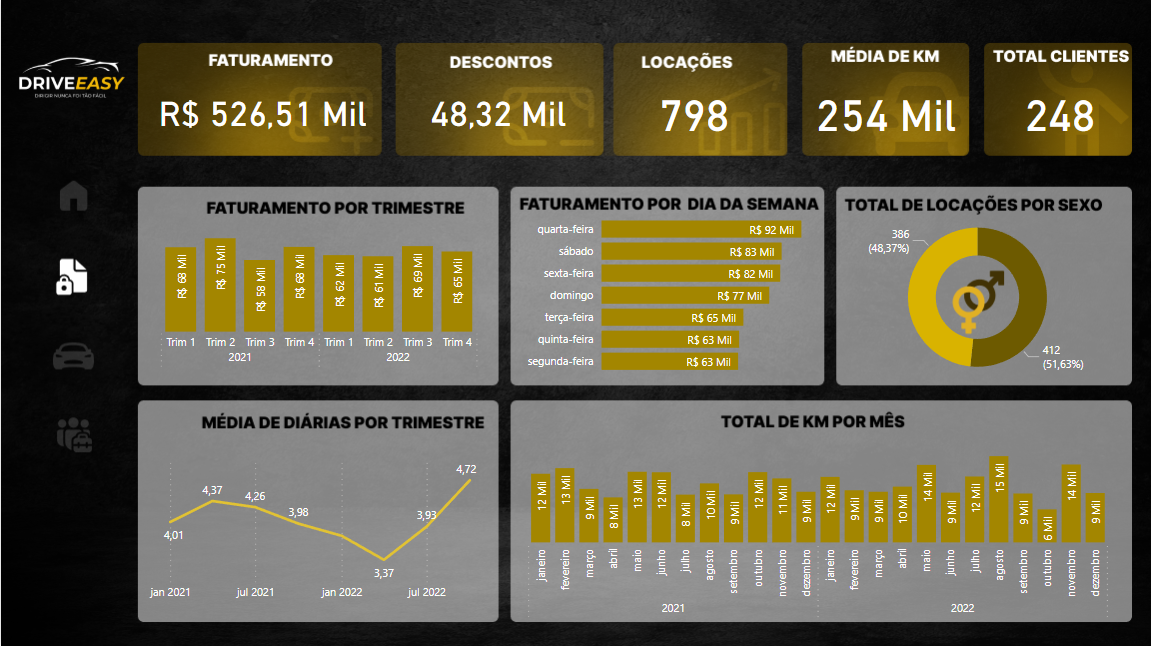 DRIVEEASY
DIRIGIR NUNCA FOI TÃO FÁCIL
FATURAMENTO
R$ 526,51 Mil
DESCONTOS
48,32 Mil
LOCAÇÕES
798
MÉDIA DE KM
254 Mil
TOTAL CLIENTES
248
FATURAMENTO POR TRIMESTRE
R$ 68 Mil
R$ 75 Mil
R$ 58 Mil
R$ 68 Mil
R$ 62 Mil
R$ 61 Mil
R$ 69 Mil
R$ 65 Mil
Trim 1 Trim 2 Trim 3 Trim 4 Trim 1 Trim 2 Trim 3 Trim 4
2021 2022
FATURAMENTO POR DIA DA SEMANA
quarta-feira R$ 92 Mil
sábado R$ 83 Mil
sexta-feira R$ 82 Mil
domingo R$ 77 Mil
terça-feira R$ 65 Mil
quinta-feira R$ 63 Mil
segunda-feira R$ 63 Mil
TOTAL DE LOCAÇÕES POR SEXO
386
(48,37%)
412
(51,63%)
MÉDIA DE DIÁRIAS POR TRIMESTRE
4,01
4,37
4,26
3,98
3,37
3,93
4,72
jan 2021 jul 2021 jan 2022 jul 2022
TOTAL DE KM POR MÊS
12 Mil
13 Mil
9 Mil
8 Mil
13 Mil
12 Mil
8 Mil
10 Mil
9 Mil
12 Mil
11 Mil
9 Mil
12 Mil
9 Mil
9 Mil
10 Mil
14 Mil
9 Mil
12 Mil
15 Mil
9 Mil
6 Mil
14 Mil
9 Mil
janeiro
fevereiro
março
abril
maio
junho
julho
agosto
setembro
outubro
novembro
dezembro
janeiro
fevereiro
março
abril
maio
junho
julho
agosto
setembro
outubro
novembro
dezembro
2021 2022